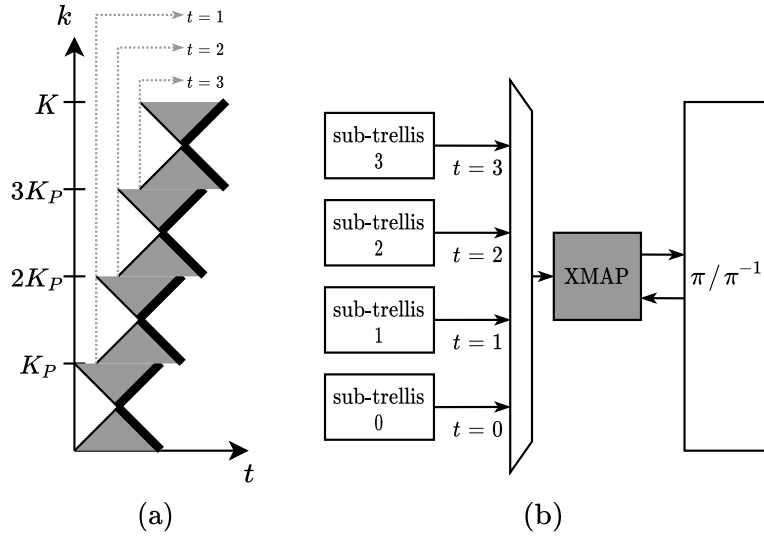 k
t = 1
t = 2
t = 3
K
3K_P
2K_P
K_P
t
(a)
sub-trellis
3
t = 3
sub-trellis
2
t = 2
sub-trellis
1
t = 1
sub-trellis
0
t = 0
XMAP
π/π⁻¹
(b)